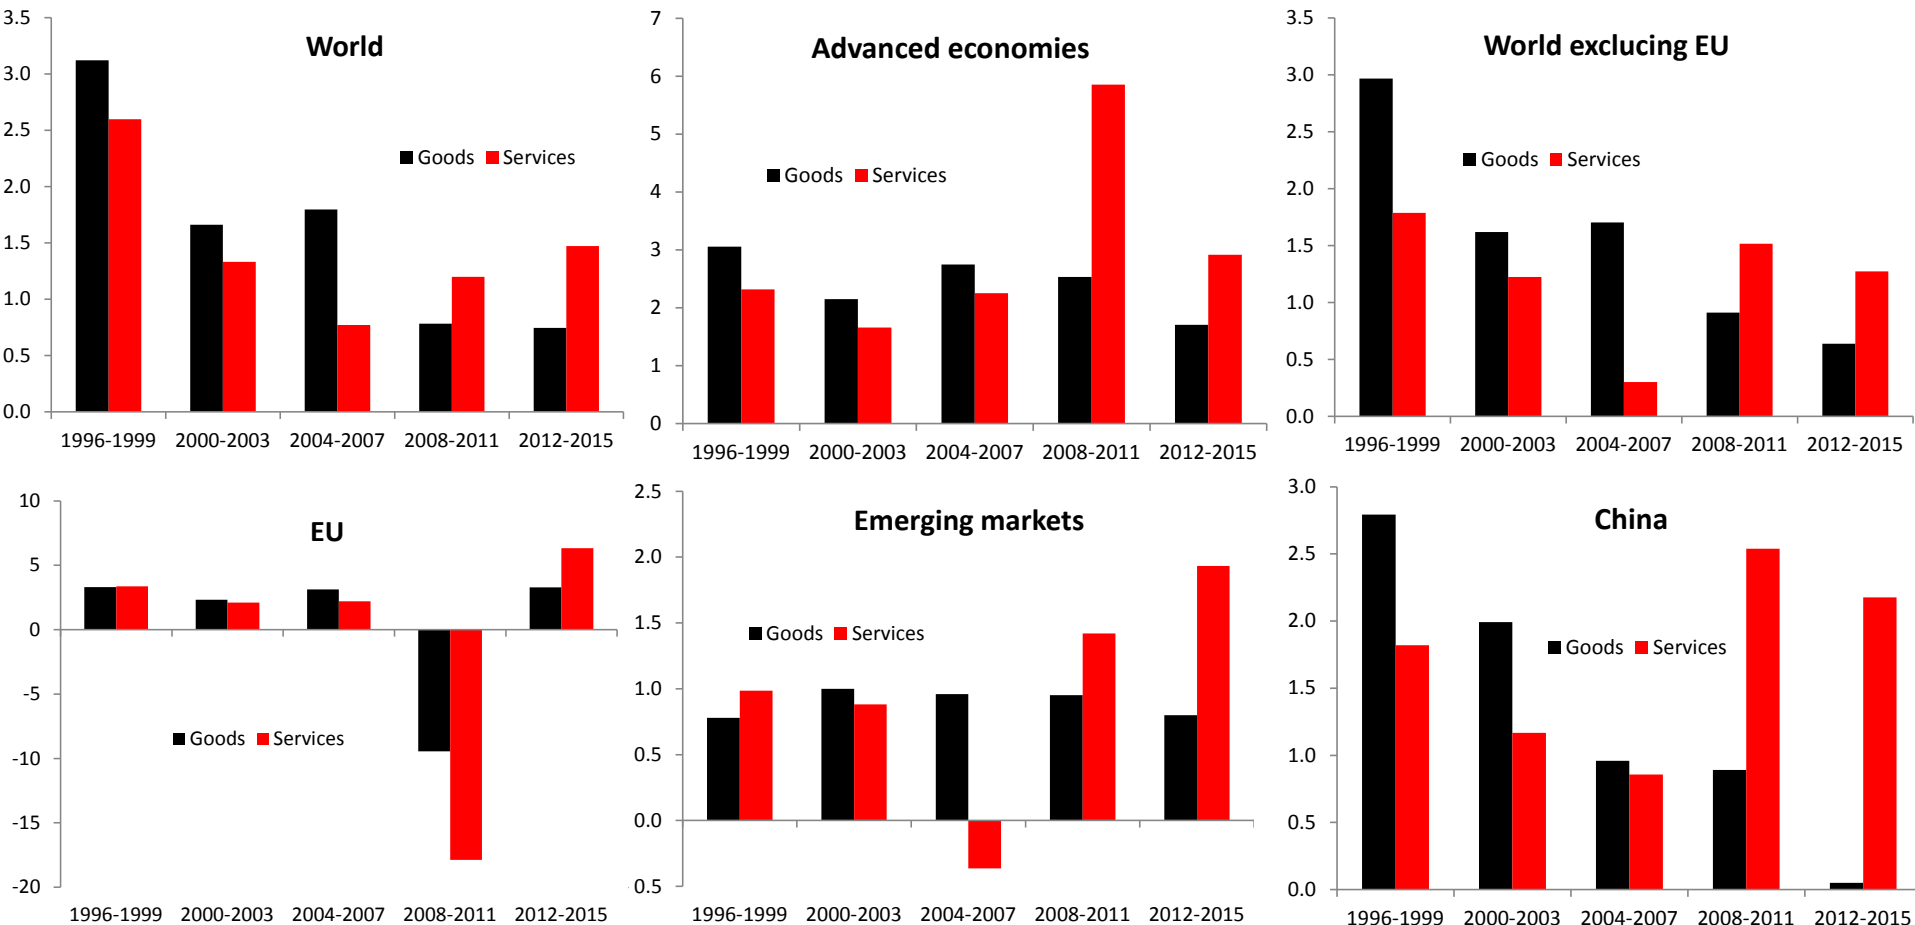 World
3.5
3.0
2.5
2.0
1.5
1.0
0.5
0.0
Goods Services
1996-1999 2000-2003 2004-2007 2008-2011 2012-2015
Advanced economies
7
6
5
4
3
2
1
0
Goods Services
1996-1999 2000-2003 2004-2007 2008-2011 2012-2015
World exclucing EU
3.5
3.0
2.5
2.0
1.5
1.0
0.5
0.0
Goods Services
1996-1999 2000-2003 2004-2007 2008-2011 2012-2015
EU
10
5
0
-5
-10
-15
-20
Goods Services
1996-1999 2000-2003 2004-2007 2008-2011 2012-2015
Emerging markets
2.5
2.0
1.5
1.0
0.5
0.0
0.5
Goods Services
1996-1999 2000-2003 2004-2007 2008-2011 2012-2015
China
3.0
2.5
2.0
1.5
1.0
0.5
0.0
Goods Services
1996-1999 2000-2003 2004-2007 2008-2011 2012-2015